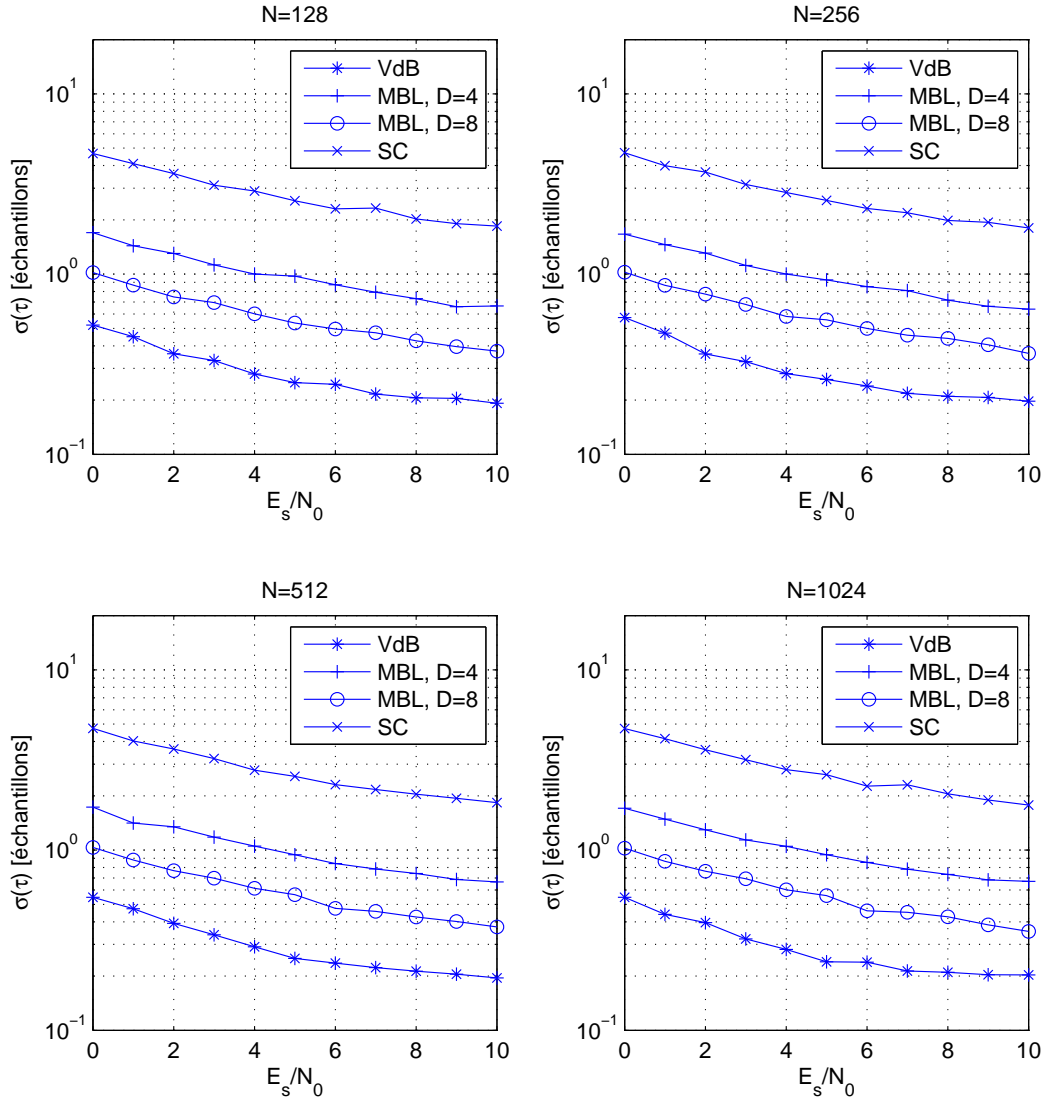 N=128
σ(τ) [échantillons]
10^1
10^0
10^−1
0 2 4 6 8 10
E_s/N_0
VdB
MBL, D=4
MBL, D=8
SC
N=256
σ(τ) [échantillons]
10^1
10^0
10^−1
0 2 4 6 8 10
E_s/N_0
VdB
MBL, D=4
MBL, D=8
SC
N=512
σ(τ) [échantillons]
10^1
10^0
10^−1
0 2 4 6 8 10
E_s/N_0
VdB
MBL, D=4
MBL, D=8
SC
N=1024
σ(τ) [échantillons]
10^1
10^0
10^−1
0 2 4 6 8 10
E_s/N_0
VdB
MBL, D=4
MBL, D=8
SC